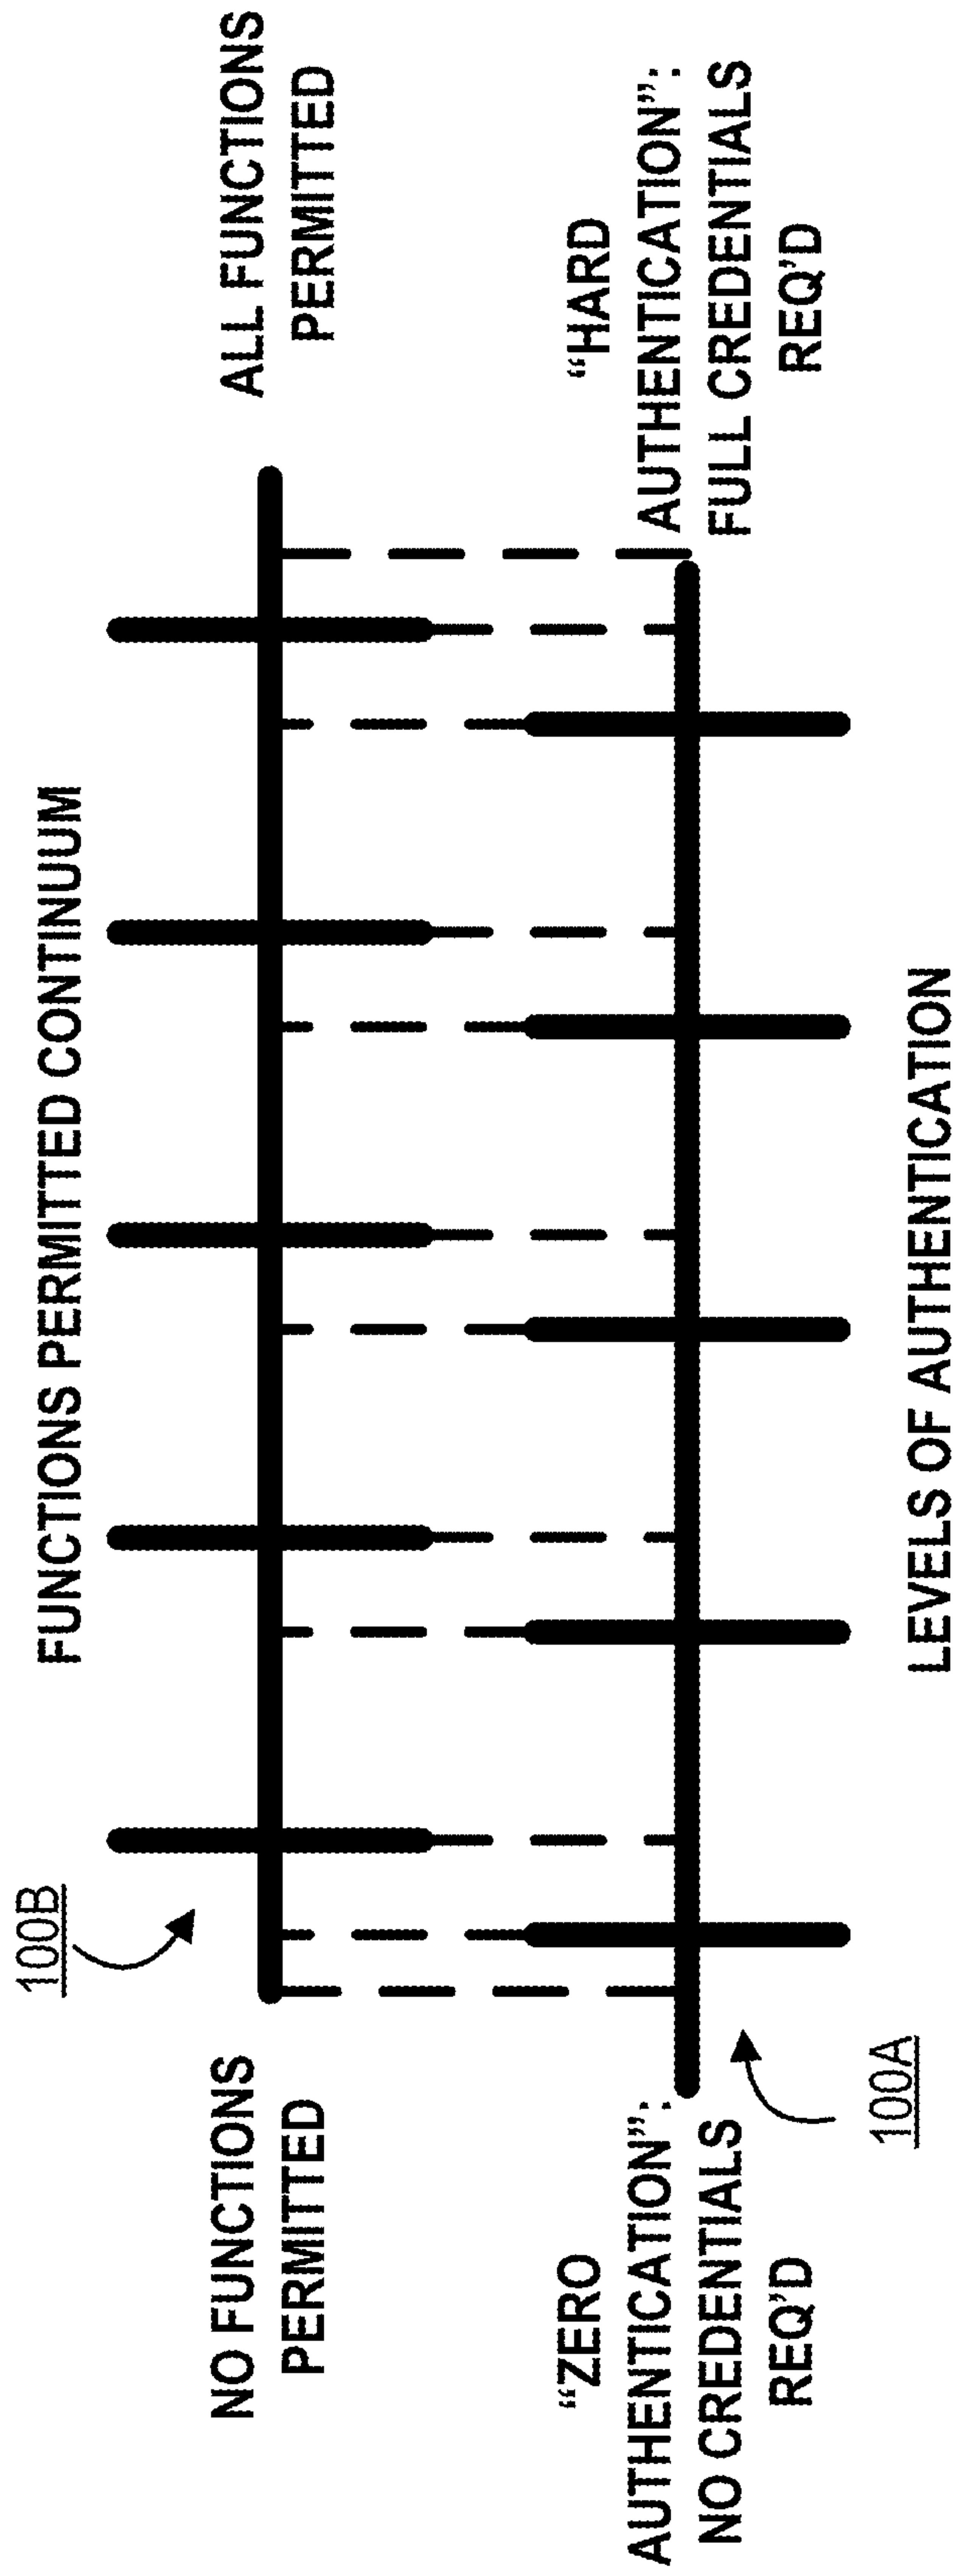 100B
FUNCTIONS PERMITTED CONTINUUM
NO FUNCTIONS
PERMITTED
ALL FUNCTIONS
PERMITTED
“ZERO
AUTHENTICATION”:
NO CREDENTIALS
REQ’D
“HARD
AUTHENTICATION”:
FULL CREDENTIALS
REQ’D
100A
LEVELS OF AUTHENTICATION